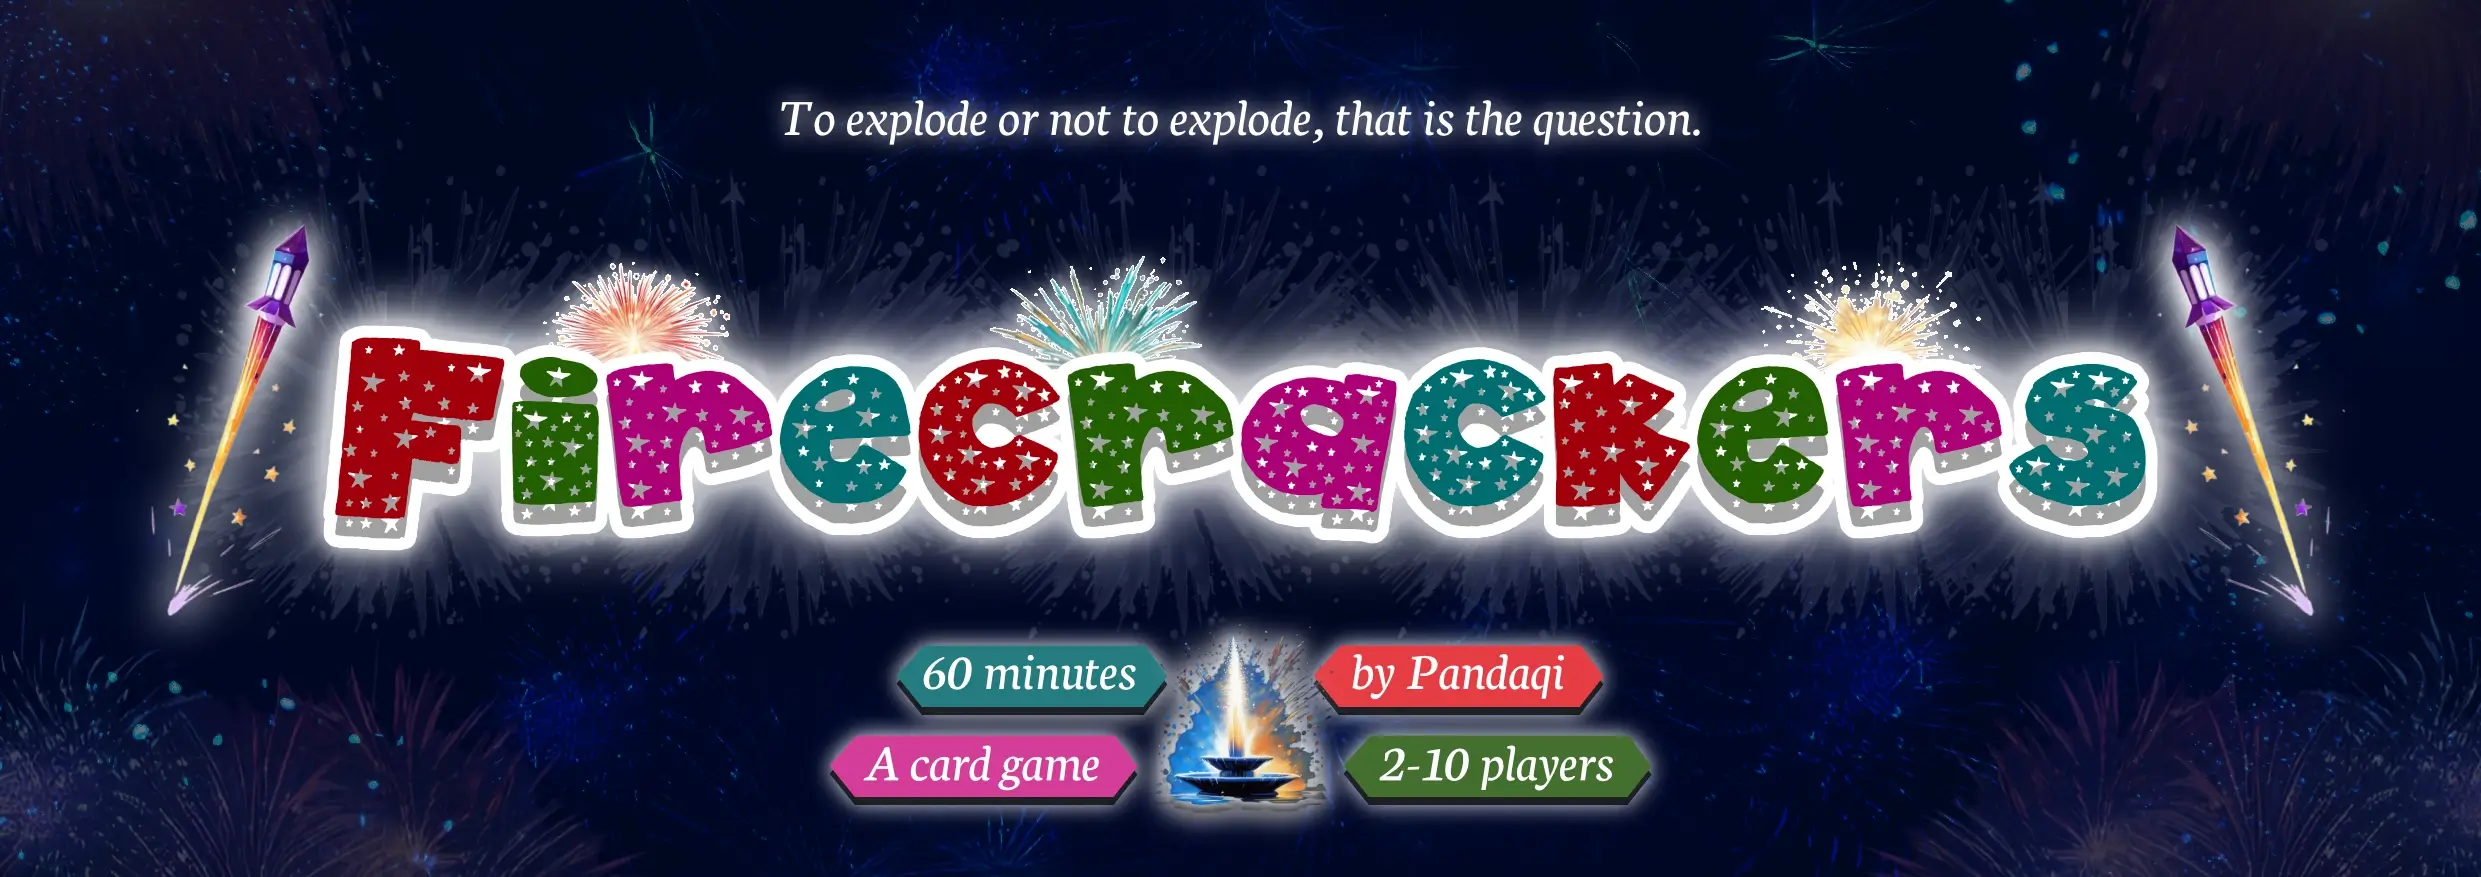 To explode or not to explode, that is the question.
Firecrackers
60 minutes
by Pandaqi
A card game
2-10 players